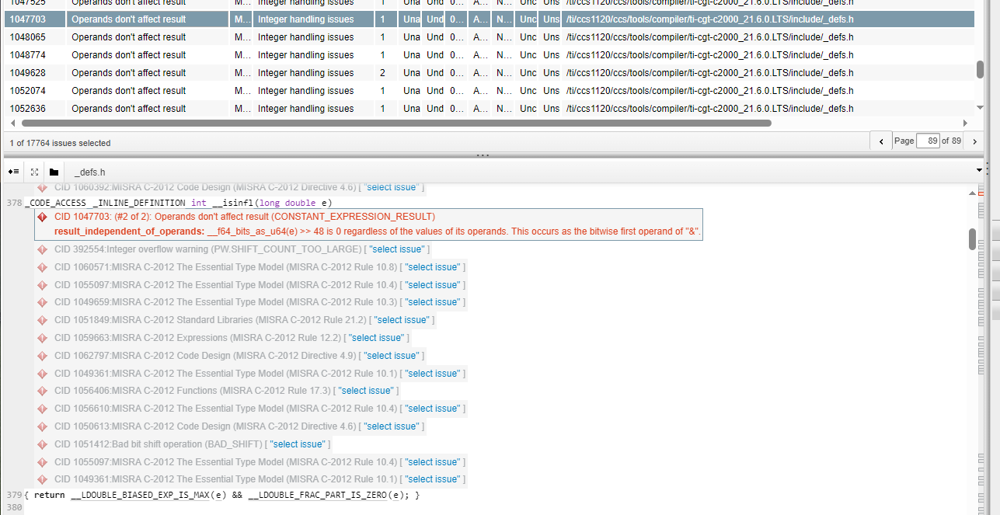 1047525 Operands don't affect result M... Integer handling issues 1 Una Und 0... A... N... Unc Uns /ti/ccs1120/ccs/tools/compiler/ti-cgt-c2000_21.6.0.LTS/include/_defs.h
1047703 Operands don't affect result M... Integer handling issues 1 Una Und 0... A... N... Unc Uns /ti/ccs1120/ccs/tools/compiler/ti-cgt-c2000_21.6.0.LTS/include/_defs.h
1048065 Operands don't affect result M... Integer handling issues 1 Una Und 0... A... N... Unc Uns /ti/ccs1120/ccs/tools/compiler/ti-cgt-c2000_21.6.0.LTS/include/_defs.h
1048774 Operands don't affect result M... Integer handling issues 1 Una Und 0... A... N... Unc Uns /ti/ccs1120/ccs/tools/compiler/ti-cgt-c2000_21.6.0.LTS/include/_defs.h
1049628 Operands don't affect result M... Integer handling issues 2 Una Und 0... A... N... Unc Uns /ti/ccs1120/ccs/tools/compiler/ti-cgt-c2000_21.6.0.LTS/include/_defs.h
1052074 Operands don't affect result M... Integer handling issues 1 Una Und 0... A... N... Unc Uns /ti/ccs1120/ccs/tools/compiler/ti-cgt-c2000_21.6.0.LTS/include/_defs.h
1052636 Operands don't affect result M... Integer handling issues 1 Una Und 0... A... N... Unc Uns /ti/ccs1120/ccs/tools/compiler/ti-cgt-c2000_21.6.0.LTS/include/_defs.h
1 of 17764 issues selected Page 89 of 89
_defs.h
CID 1060392:MISRA C-2012 Code Design (MISRA C-2012 Directive 4.6) [ "select issue" ]
378 _CODE_ACCESS _INLINE_DEFINITION int __isinfl(long double e)
CID 1047703: (#2 of 2): Operands don't affect result (CONSTANT_EXPRESSION_RESULT)
result_independent_of_operands: __f64_bits_as_u64(e) >> 48 is 0 regardless of the values of its operands. This occurs as the bitwise first operand of "&".
CID 392554:Integer overflow warning (PW.SHIFT_COUNT_TOO_LARGE) [ "select issue" ]
CID 1060571:MISRA C-2012 The Essential Type Model (MISRA C-2012 Rule 10.8) [ "select issue" ]
CID 1055097:MISRA C-2012 The Essential Type Model (MISRA C-2012 Rule 10.4) [ "select issue" ]
CID 1049659:MISRA C-2012 The Essential Type Model (MISRA C-2012 Rule 10.3) [ "select issue" ]
CID 1051849:MISRA C-2012 Standard Libraries (MISRA C-2012 Rule 21.2) [ "select issue" ]
CID 1059663:MISRA C-2012 Expressions (MISRA C-2012 Rule 12.2) [ "select issue" ]
CID 1062797:MISRA C-2012 Code Design (MISRA C-2012 Directive 4.9) [ "select issue" ]
CID 1049361:MISRA C-2012 The Essential Type Model (MISRA C-2012 Rule 10.1) [ "select issue" ]
CID 1056406:MISRA C-2012 Functions (MISRA C-2012 Rule 17.3) [ "select issue" ]
CID 1056610:MISRA C-2012 The Essential Type Model (MISRA C-2012 Rule 10.4) [ "select issue" ]
CID 1050613:MISRA C-2012 Code Design (MISRA C-2012 Directive 4.6) [ "select issue" ]
CID 1051412:Bad bit shift operation (BAD_SHIFT) [ "select issue" ]
CID 1055097:MISRA C-2012 The Essential Type Model (MISRA C-2012 Rule 10.4) [ "select issue" ]
CID 1049361:MISRA C-2012 The Essential Type Model (MISRA C-2012 Rule 10.1) [ "select issue" ]
379 { return __LDOUBLE_BIASED_EXP_IS_MAX(e) && __LDOUBLE_FRAC_PART_IS_ZERO(e); }
380